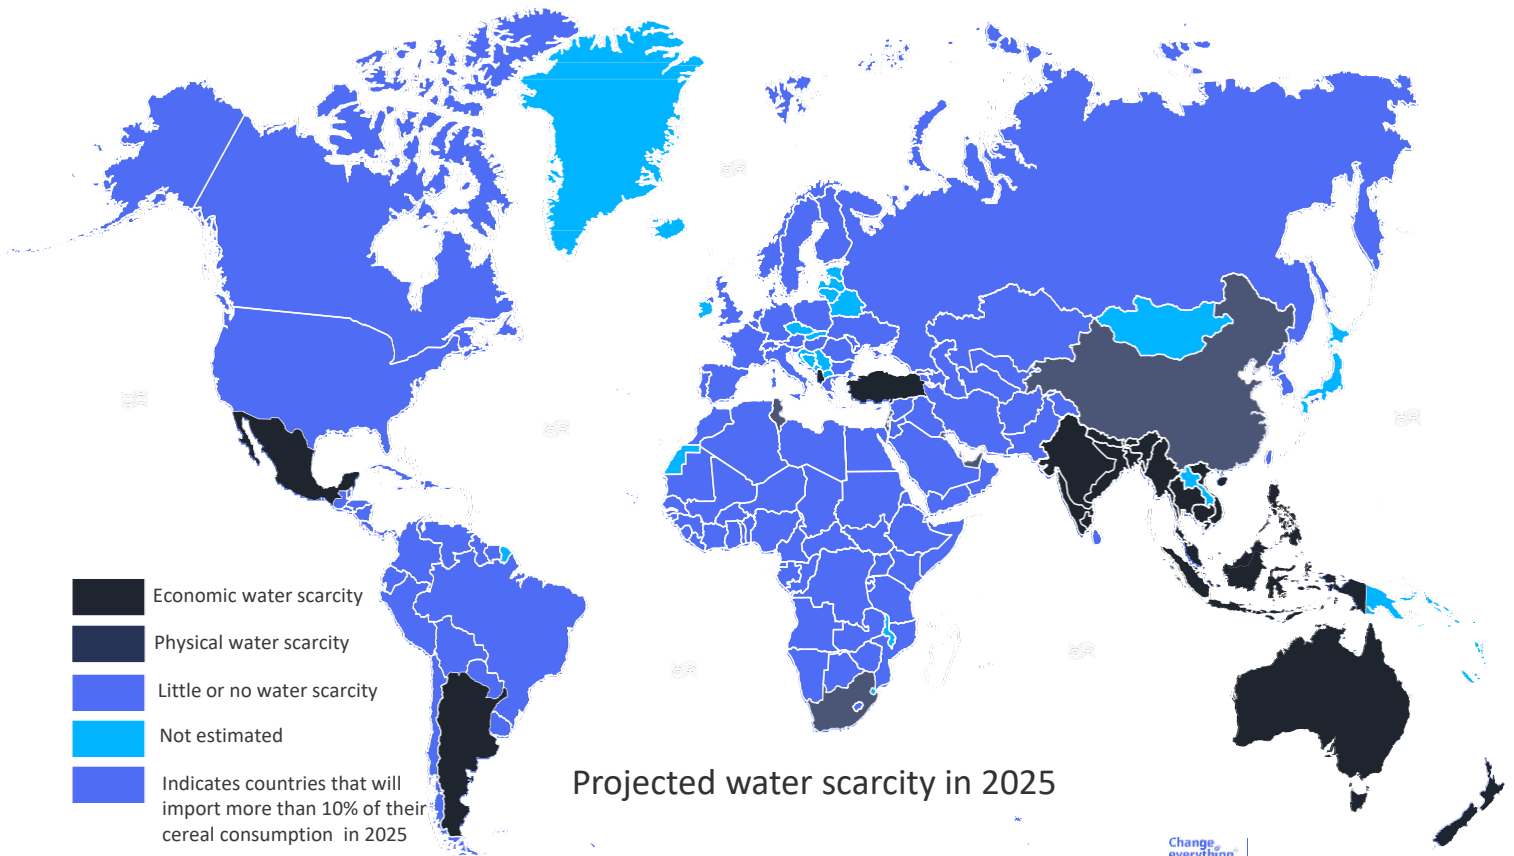 Economic water scarcity
Physical water scarcity
Little or no water scarcity
Not estimated
Indicates countries that will
import more than 10% of their
cereal consumption in 2025
Projected water scarcity in 2025
Change
everything